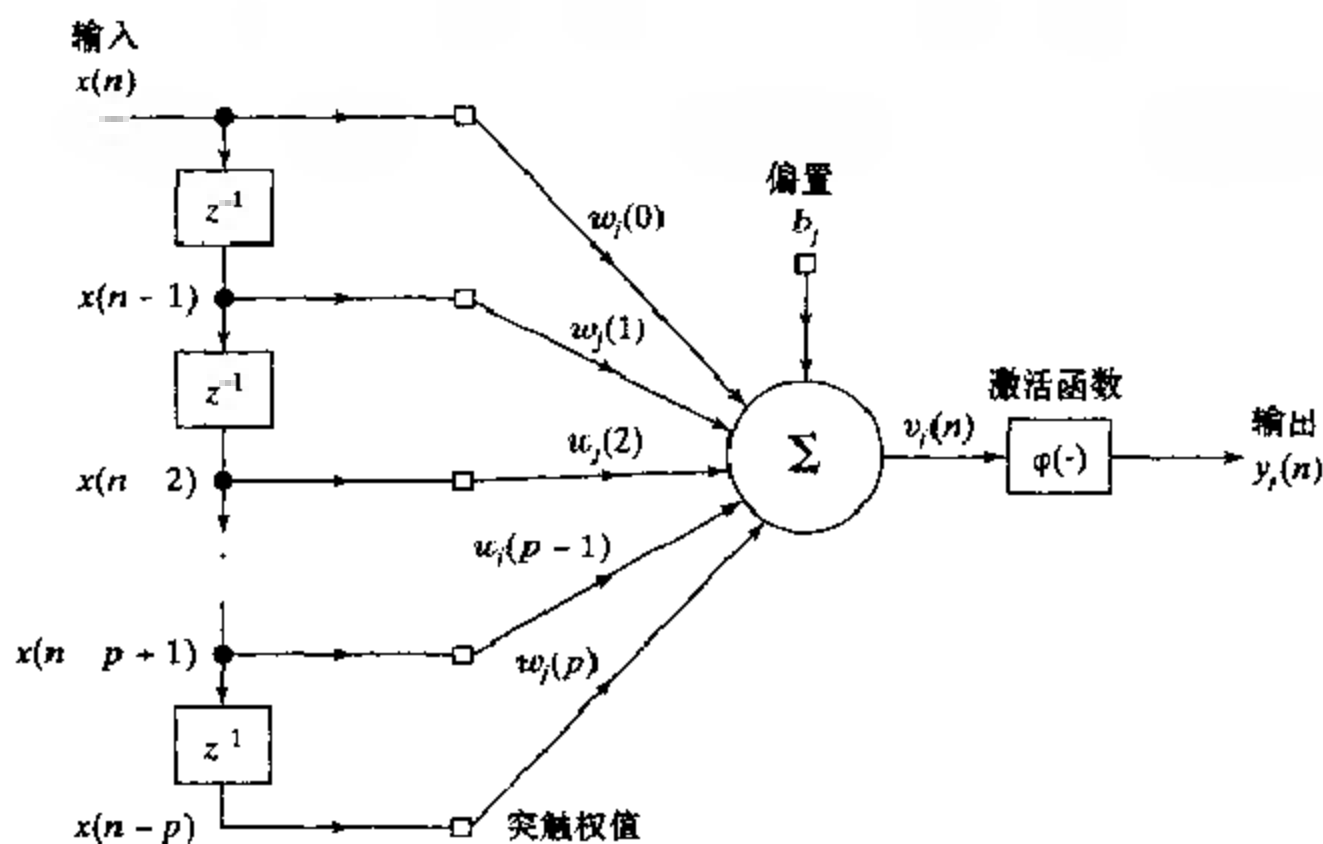 输入
x(n)
z⁻¹
x(n - 1)
z⁻¹
x(n 2)
x(n p + 1)
z⁻¹
x(n - p)
w_j(0)
w_j(1)
w_j(2)
w_j(p - 1)
w_j(p)
突触权值
偏置
b_j
Σ
v_j(n)
激活函数
φ(·)
输出
y_j(n)